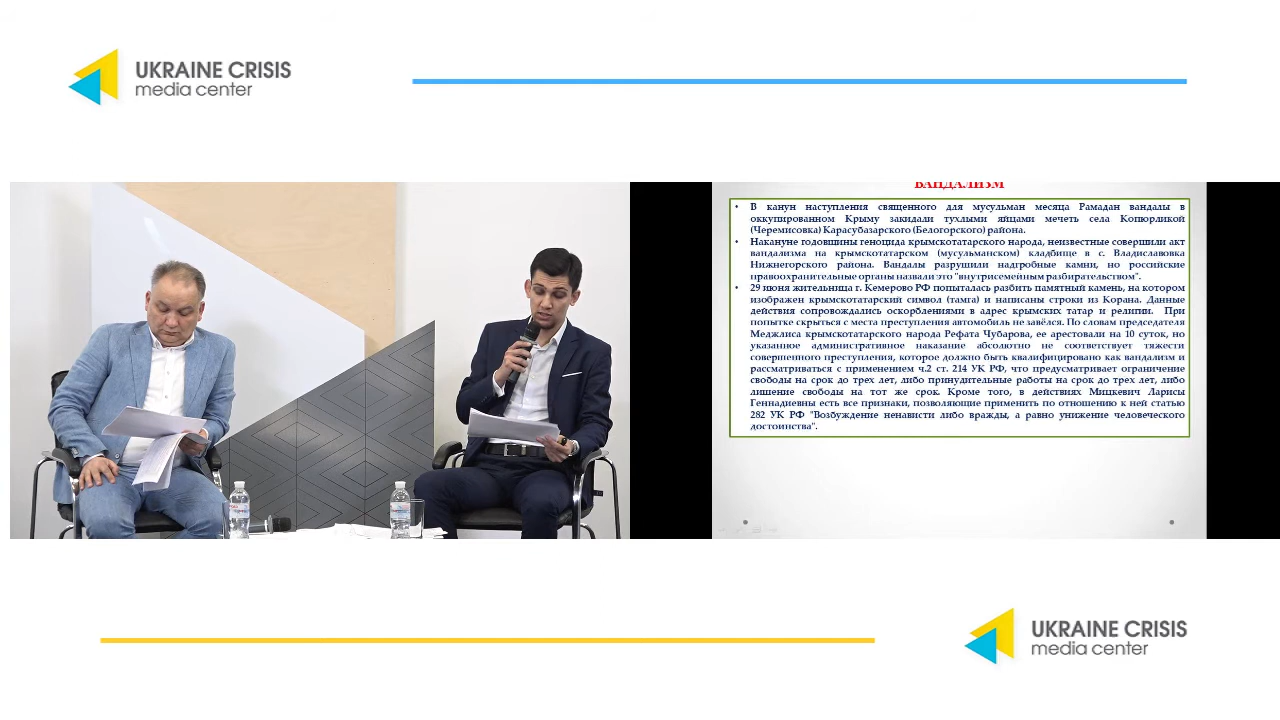 UKRAINE CRISIS
media center
ВАНДАЛИЗМ
• В канун наступления священного для мусульман месяца Рамадан вандалы в
оккупированном Крыму закидали тухлыми яйцами мечеть села Копюрликой
(Черемисовка) Карасубазарского (Белогорского) района.
• Накануне годовщины геноцида крымскотатарского народа, неизвестные совершили акт
вандализма на крымскотатарском (мусульманском) кладбище в с. Владиславовка
Нижнегорского района. Вандалы разрушили надгробные камни, но российские
правоохранительные органы назвали это "внутрисемейным разбирательством".
• 29 июня жительница г. Кемерово РФ попыталась разбить памятный камень, на котором
изображен крымскотатарский символ (тамга) и написаны строки из Корана. Данные
действия сопровождались оскорблениями в адрес крымских татар и религии. При
попытке скрыться с места преступления автомобиль не завёлся. По словам председателя
Меджлиса крымскотатарского народа Рефата Чубарова, ее арестовали на 10 суток, но
указанное административное наказание абсолютно не соответствует тяжести
совершенного преступления, которое должно быть квалифицировано как вандализм и
рассматриваться с применением ч.2 ст. 214 УК РФ, что предусматривает ограничение
свободы на срок до трех лет, либо принудительные работы на срок до трех лет, либо
лишение свободы на тот же срок. Кроме того, в действиях Мицкевич Ларисы
Геннадиевны есть все признаки, позволяющие применить по отношению к ней статью
282 УК РФ "Возбуждение ненависти либо вражды, а равно унижение человеческого
достоинства".
UKRAINE CRISIS
media center